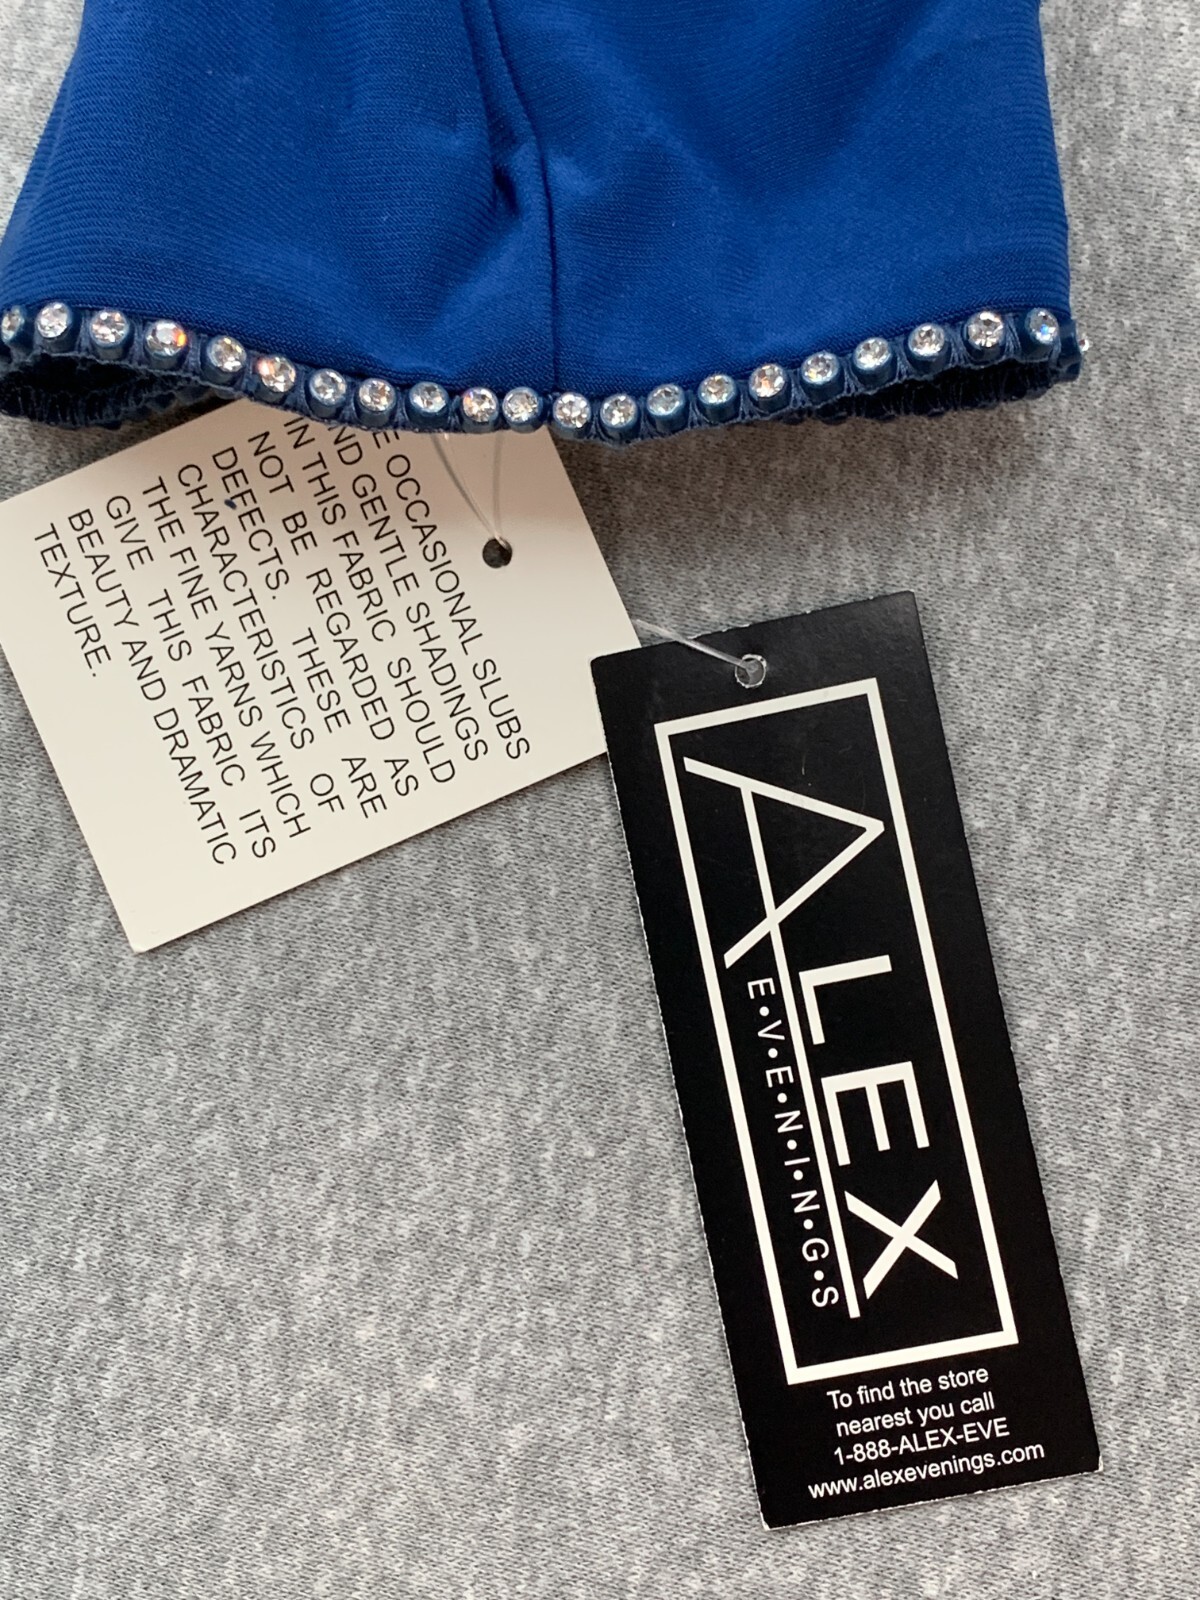 OCCASIONAL SLUBS
GENTLE SHADINGS
IN THIS FABRIC SHOULD
NOT BE REGARDED AS
DEFECTS. THESE ARE
CHARACTERISTICS OF
THE FINE YARNS WHICH
GIVE THIS FABRIC ITS
BEAUTY AND DRAMATIC
TEXTURE.
ALEX
E•V•E•N•I•N•G•S
To find the store
nearest you call
1-888-ALEX-EVE
www.alexevenings.com